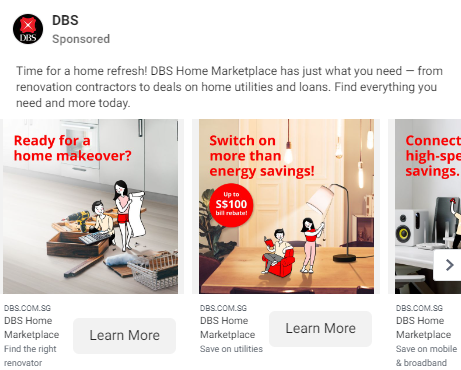 DBS
DBS
Sponsored
Time for a home refresh! DBS Home Marketplace has just what you need — from
renovation contractors to deals on home utilities and loans. Find everything you
need and more today.
Ready for a
home makeover?
Switch on
more than
energy savings!
Up to
S$100
bill rebate!
Connect
high-spe
savings.
DBS.COM.SG
DBS Home
Marketplace
Find the right
renovator
Learn More
DBS.COM.SG
DBS Home
Marketplace
Save on utilities
Learn More
DBS.COM.SG
DBS Home
Marketplace
Save on mobile
& broadband